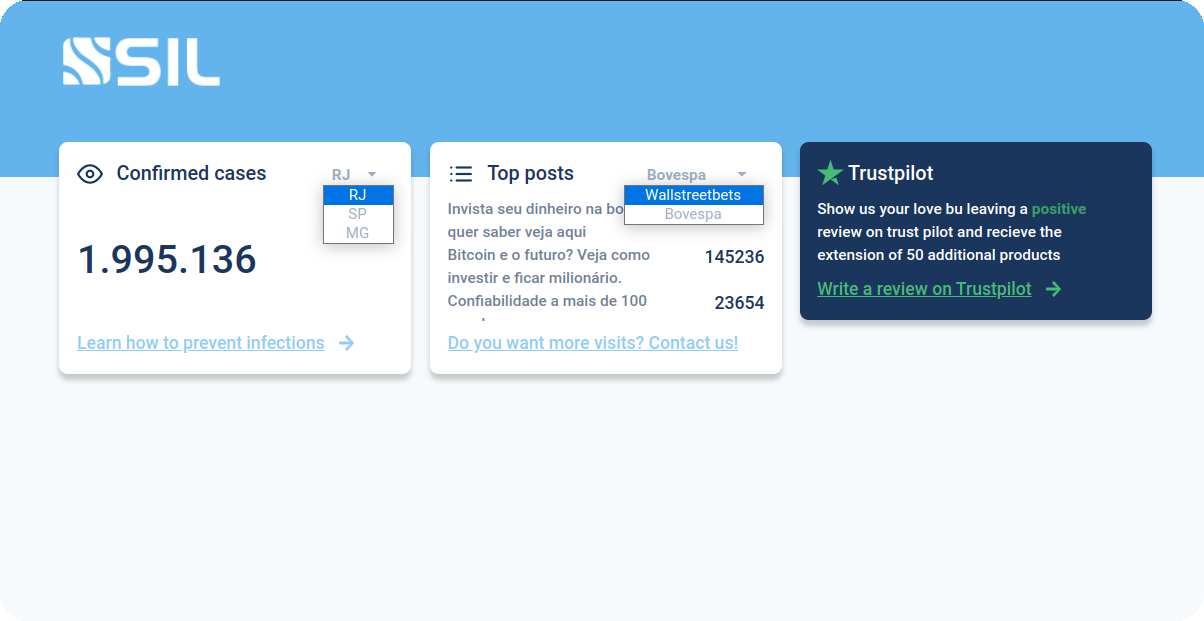 SIL
Confirmed cases
RJ
RJ
SP
MG
1.995.136
Learn how to prevent infections
Top posts
Bovespa
Wallstreetbets
Bovespa
Invista seu dinheiro na
quer saber veja aqui
Bitcoin e o futuro? Veja como
investir e ficar milionário.
145236
Confiabilidade a mais de 100
23654
Do you want more visits? Contact us!
Trustpilot
Show us your love bu leaving a positive
review on trust pilot and recieve the
extension of 50 additional products
Write a review on Trustpilot